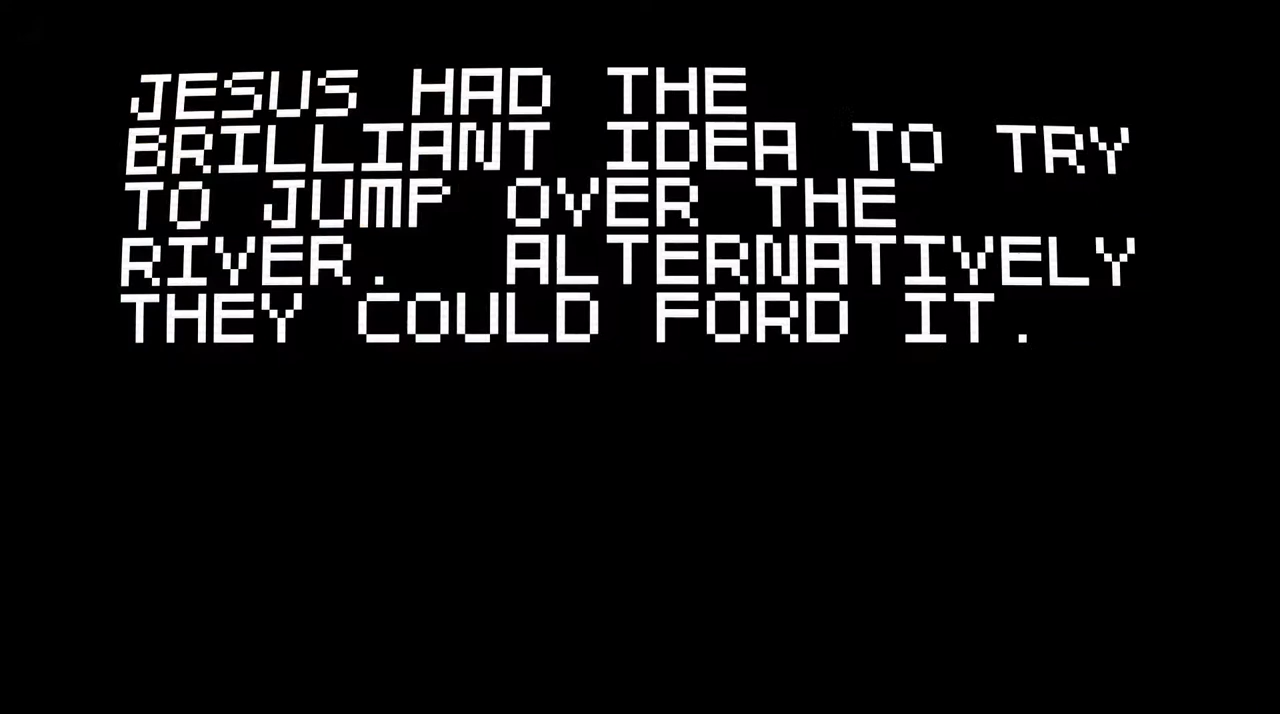 JESUS HAD THE
BRILLIANT IDEA TO TRY
TO JUMP OVER THE
RIVER.  ALTERNATIVELY
THEY COULD FORD IT.